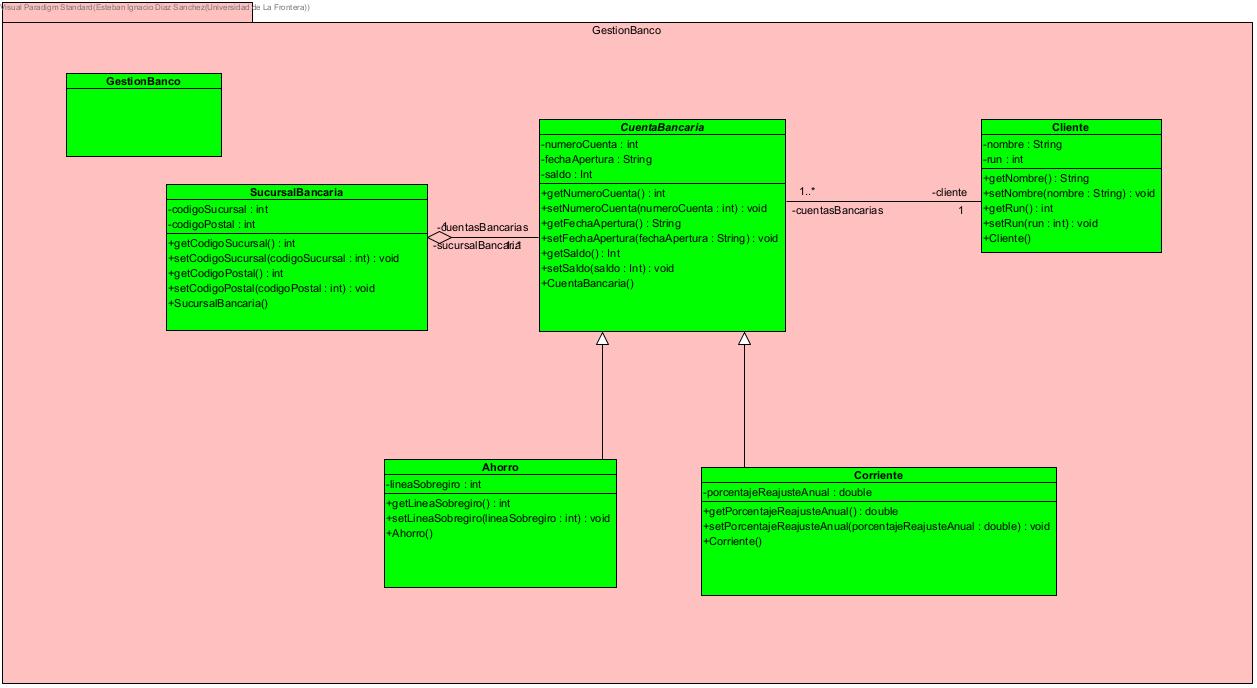 Visual Paradigm Standard(Esteban Ignacio Diaz Sanchez(Universidad de La Frontera))
GestionBanco
GestionBanco
CuentaBancaria
-numeroCuenta : int
-fechaApertura : String
-saldo : Int
+getNumeroCuenta() : int
+setNumeroCuenta(numeroCuenta : int) : void
+getFechaApertura() : String
+setFechaApertura(fechaApertura : String) : void
+getSaldo() : Int
+setSaldo(saldo : Int) : void
+CuentaBancaria()
Cliente
-nombre : String
-run : int
+getNombre() : String
+setNombre(nombre : String) : void
+getRun() : int
+setRun(run : int) : void
+Cliente()
1..*
-cliente
-cuentasBancarias
1
SucursalBancaria
-codigoSucursal : int
-codigoPostal : int
+getCodigoSucursal() : int
+setCodigoSucursal(codigoSucursal : int) : void
+getCodigoPostal() : int
+setCodigoPostal(codigoPostal : int) : void
+SucursalBancaria()
-cuentasBancarias
-sucursalBancaria
Ahorro
-lineaSobregiro : int
+getLineaSobregiro() : int
+setLineaSobregiro(lineaSobregiro : int) : void
+Ahorro()
Corriente
-porcentajeReajusteAnual : double
+getPorcentajeReajusteAnual() : double
+setPorcentajeReajusteAnual(porcentajeReajusteAnual : double) : void
+Corriente()